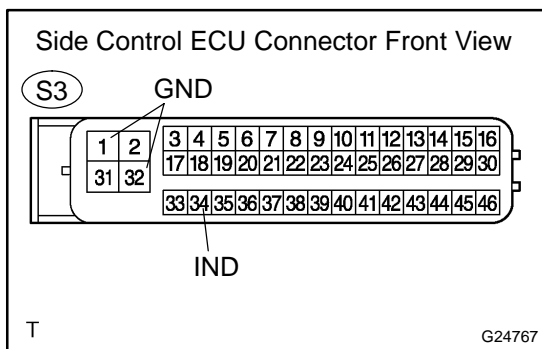 Side Control ECU Connector Front View
S3
GND
1 2 3 4 5 6 7 8 9 10 11 12 13 14 15 16
17 18 19 20 21 22 23 24 25 26 27 28 29 30
31 32
33 34 35 36 37 38 39 40 41 42 43 44 45 46
IND
T
G24767